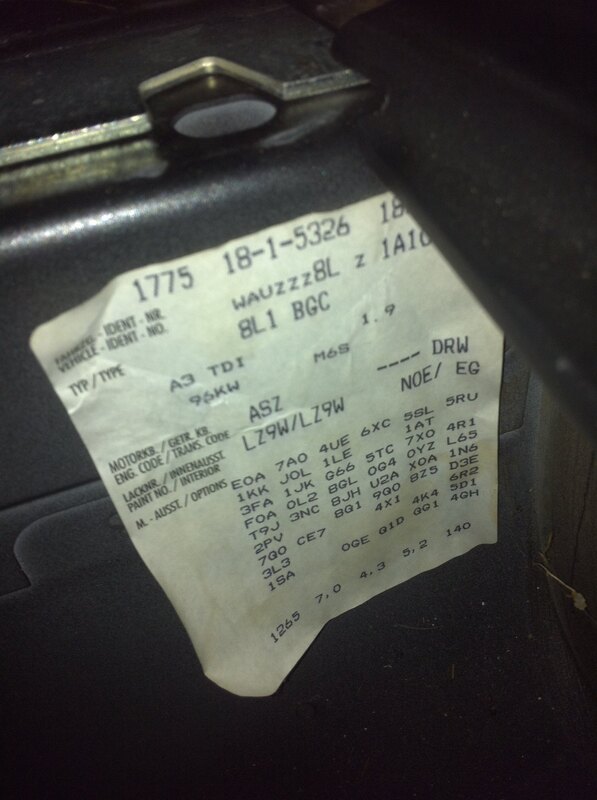 1775 18-1-5326 18
FAHRZG.-IDENT-NR. WAUZZZ8L Z 1A10
VEHICLE-IDENT-NO.
TYP / TYPE 8L1 BGC
A3 TDI 1.9
96KW M6S
MOTORKB. / GETR. KB. ASZ ---- DRW
ENG. CODE / TRANS. CODE
LACKNR. / INNENAUSST. LZ9W/LZ9W NOE/ EG
PAINT NO. / INTERIOR
M.-AUSST. / OPTIONS E0A 7A0 4UE 6XC 5SL 5RU
1KK J0L 1LE 1AT
3FA 1JK G66 5TC 7X0 4R1
F0A 0L2 8GL 0G4 0YZ L65
T9J 3NC 8JH U2A X0A 1N6
2PV 9Q0 8Z5 D3E
7Q0 CE7 8Q1 4X1 6R2
3L3 4K4 5D1
1SA 0GE Q1D GG1 4GH
1265 7,0 4,3 5,2 140